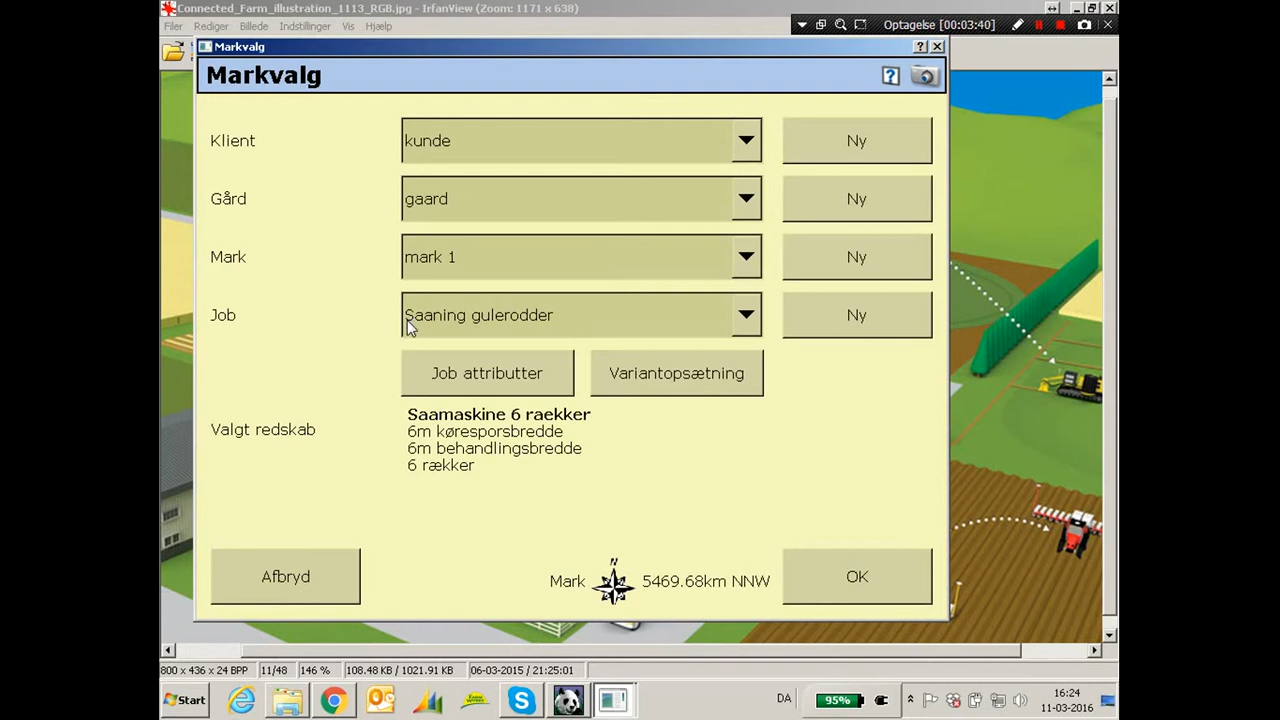 Connected_Farm_illustration_1113_RGB.jpg - IrfanView (Zoom: 1171 x 638)
Filer Rediger Billede Indstillinger Vis Hjælp
Optagelse [00:03:40]
Markvalg
Markvalg
Klient kunde Ny
Gård gaard Ny
Mark mark 1 Ny
Job Saaning gulerodder Ny
Job attributter Variantopsætning
Valgt redskab
Saamaskine 6 raekker
6m køresporsbredde
6m behandlingsbredde
6 rækker
Afbryd Mark N 5469.68km NNW OK
800 x 436 x 24 BPP 11/48 146 % 108.48 KB / 1021.91 KB 06-03-2015 / 21:25:01
Start DA 95% 16:24
11-03-2016